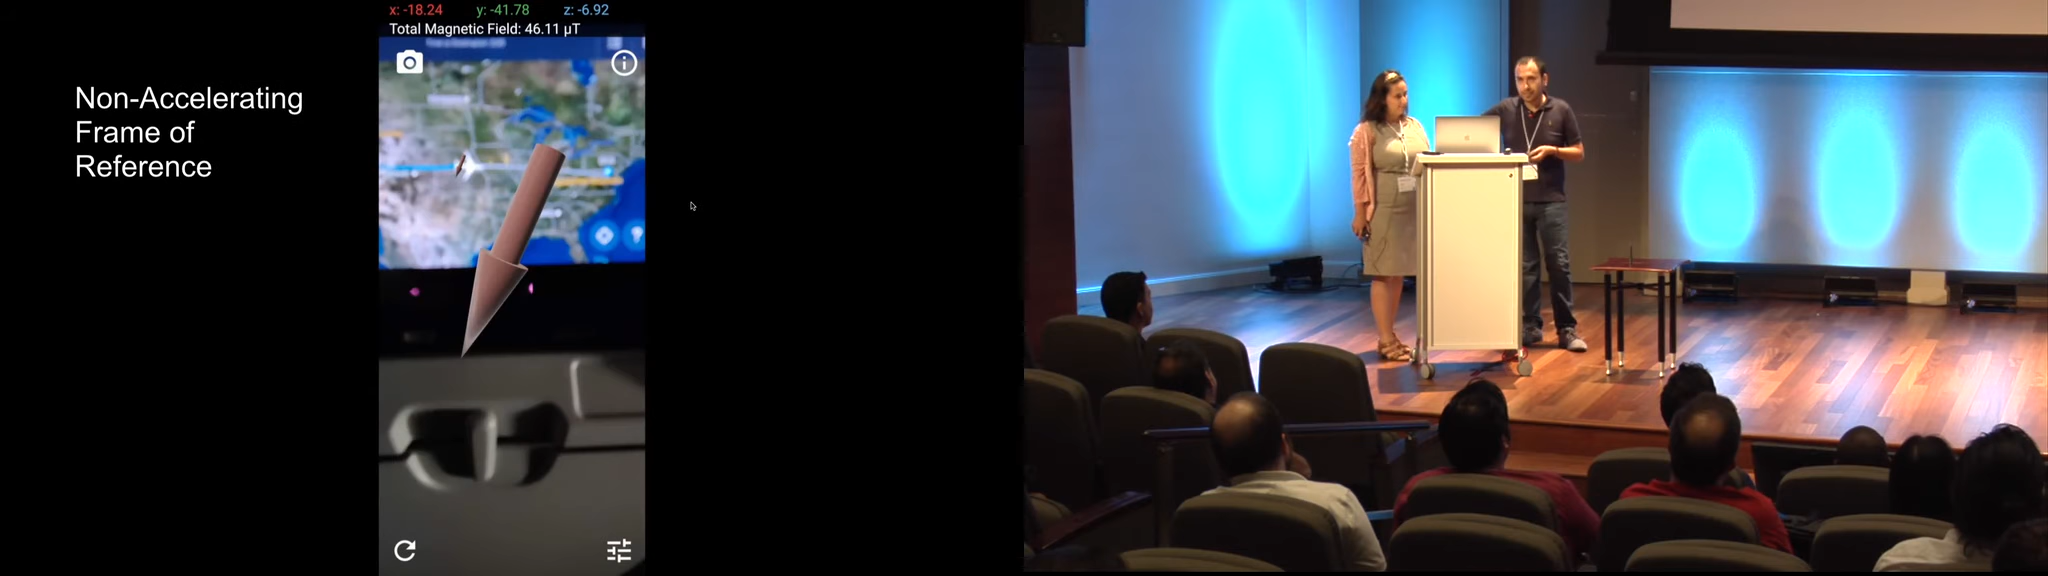 x: -18.24 y: -41.78 z: -6.92
Total Magnetic Field: 46.11 µT
Non-Accelerating
Frame of
Reference